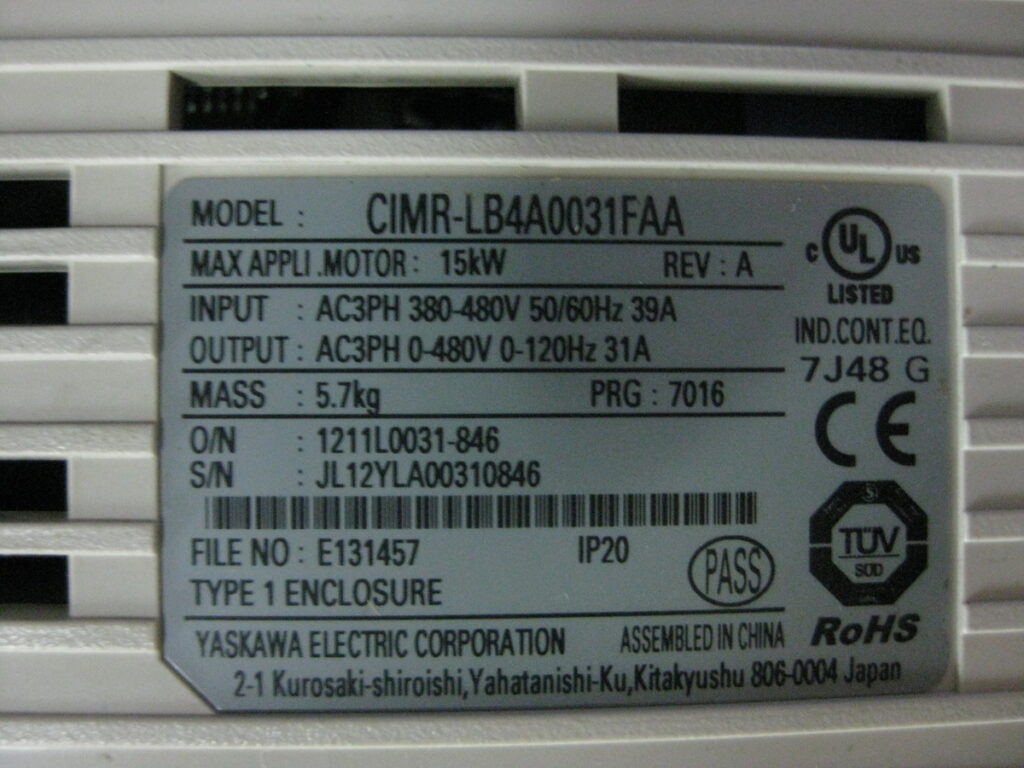 MODEL : CIMR-LB4A0031FAA
MAX APPLI .MOTOR : 15kW REV : A
INPUT : AC3PH 380-480V 50/60Hz 39A
OUTPUT : AC3PH 0-480V 0-120Hz 31A
MASS : 5.7kg PRG : 7016
O/N : 1211L0031-846
S/N : JL12YLA00310846
FILE NO : E131457 IP20 PASS
TYPE 1 ENCLOSURE
YASKAWA ELECTRIC CORPORATION ASSEMBLED IN CHINA
2-1 Kurosaki-shiroishi,Yahatanishi-Ku,Kitakyushu 806-0004 Japan
C UL US
LISTED
IND.CONT.EQ.
7J48 G
CE
TÜV
SÜD
RoHS